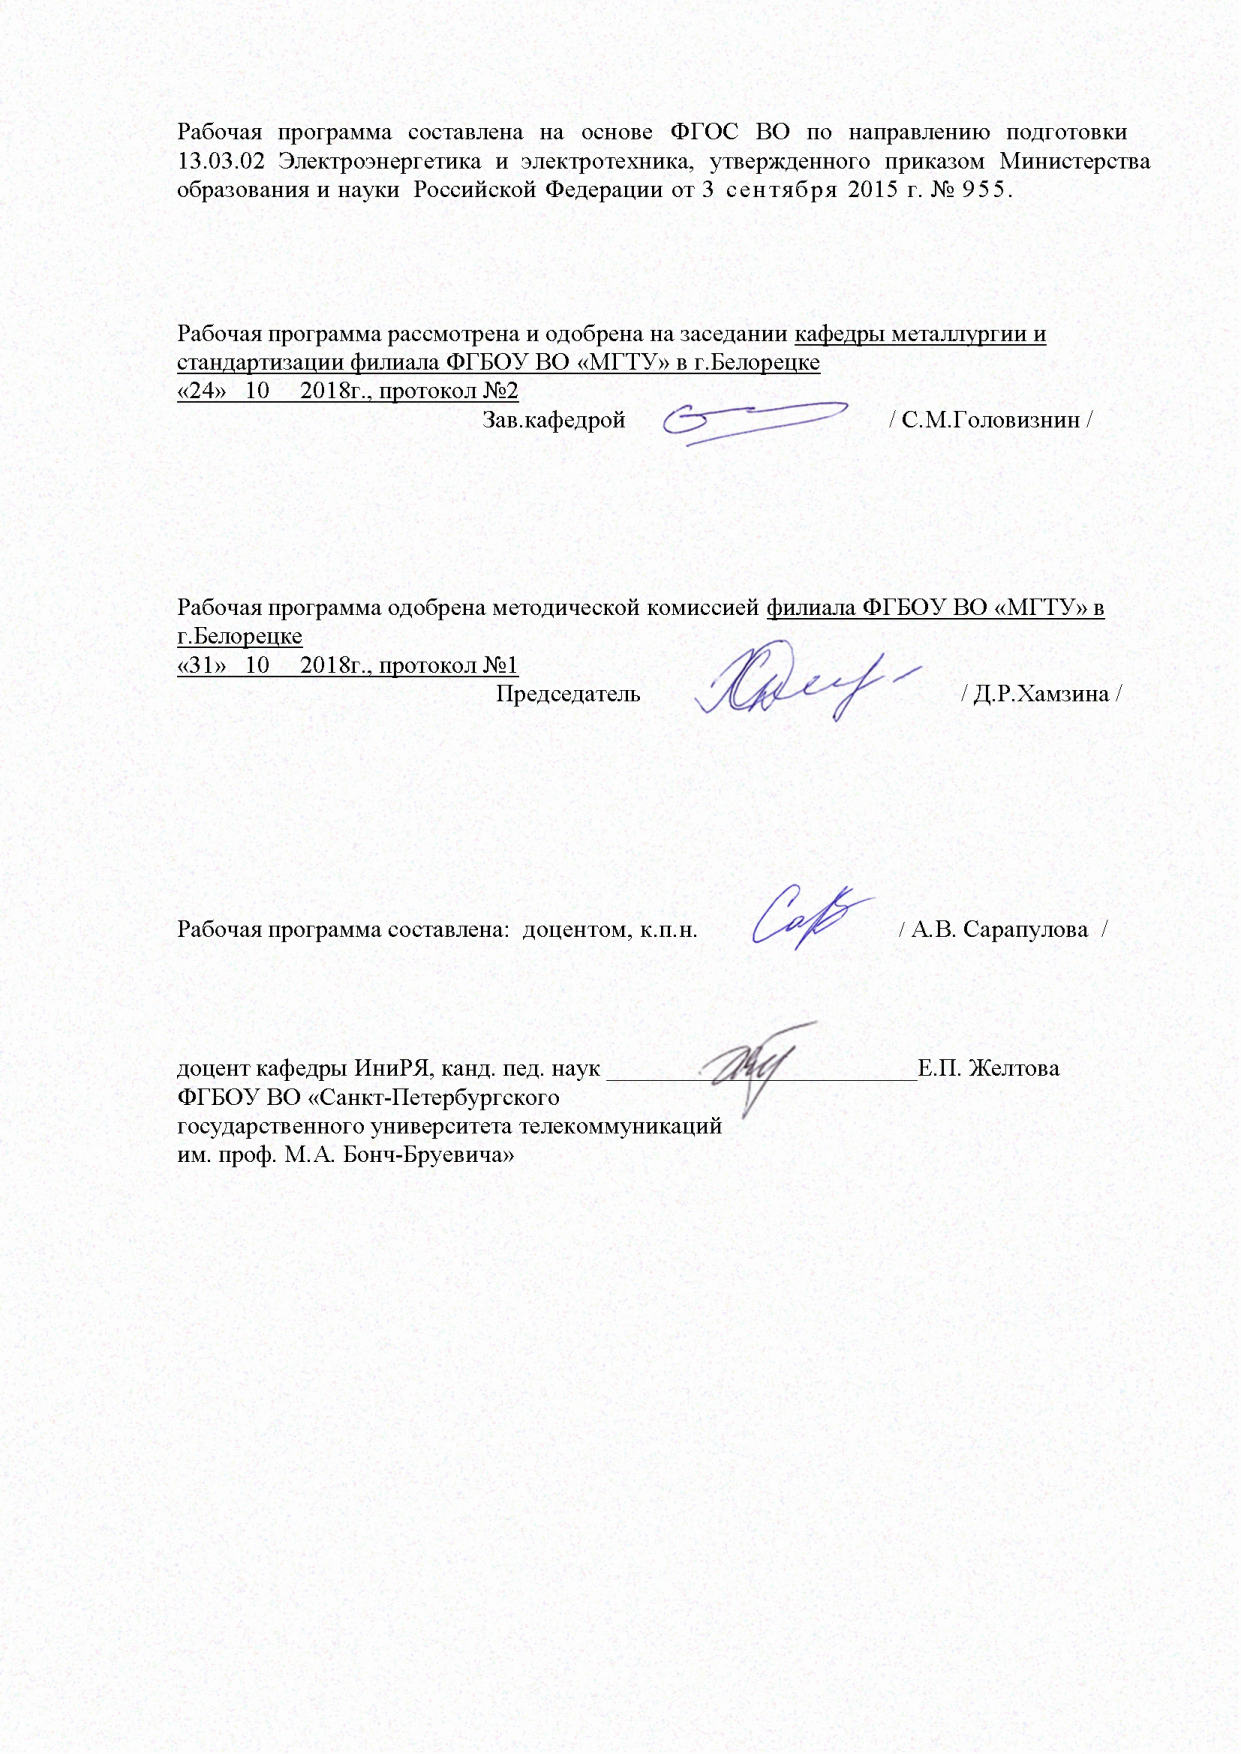 Рабочая программа составлена на основе ФГОС ВО по направлению подготовки
13.03.02 Электроэнергетика и электротехника, утвержденного приказом Министерства
образования и науки Российской Федерации от 3 сентября 2015 г. № 955.
Рабочая программа рассмотрена и одобрена на заседании кафедры металлургии и
стандартизации филиала ФГБОУ ВО «МГТУ» в г.Белорецке
«24» 10 2018г., протокол №2
Зав.кафедрой / С.М.Головизнин /
Рабочая программа одобрена методической комиссией филиала ФГБОУ ВО «МГТУ» в
г.Белорецке
«31» 10 2018г., протокол №1
Председатель / Д.Р.Хамзина /
Рабочая программа составлена: доцентом, к.п.н. / А.В. Сарапулова /
доцент кафедры ИниРЯ, канд. пед. наук __________________________Е.П. Желтова
ФГБОУ ВО «Санкт-Петербургского
государственного университета телекоммуникаций
им. проф. М.А. Бонч-Бруевича»